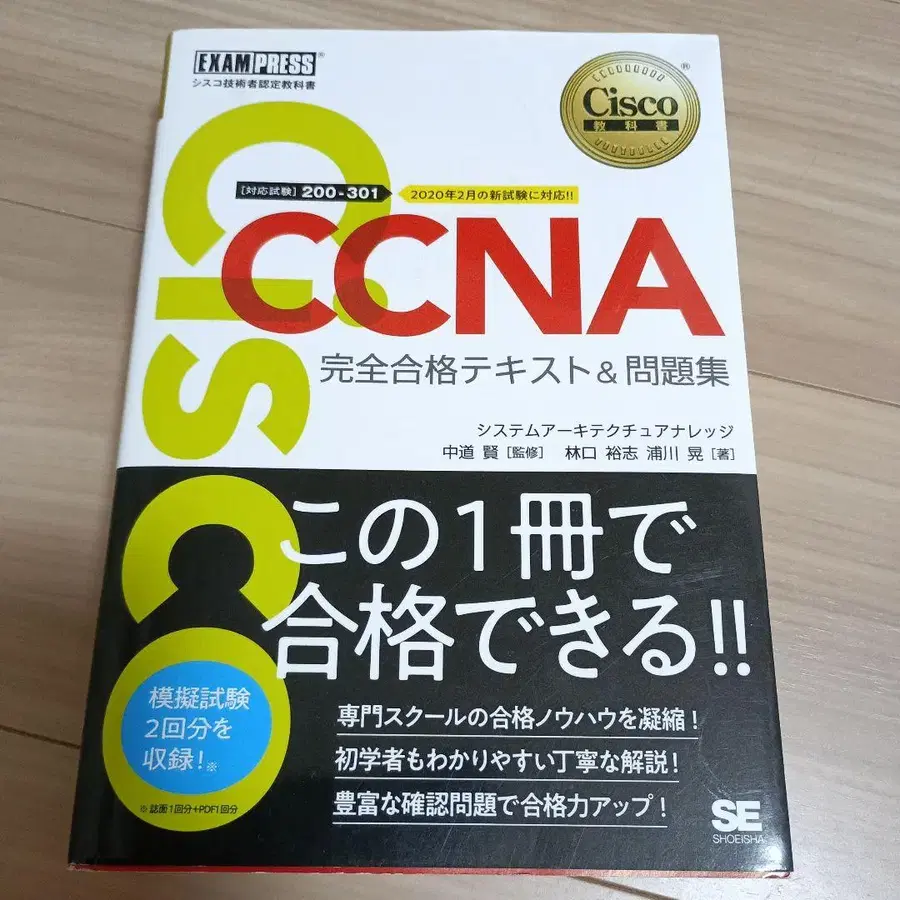 EXAMPRESS®
シスコ技術者認定教科書
Cisco
教科書
®
Cisco
[対応試験] 200-301
2020年2月の新試験に対応!!
CCNA
完全合格テキスト&問題集
システムアーキテクチュアナレッジ
中道 賢[監修] 林口 裕志 浦川 晃[著]
この1冊で
合格できる!!
模擬試験
2回分を
収録!※
※ 誌面1回分+PDF1回分
専門スクールの合格ノウハウを凝縮!
初学者もわかりやすい丁寧な解説!
豊富な確認問題で合格力アップ!
SE
SHOEISHA